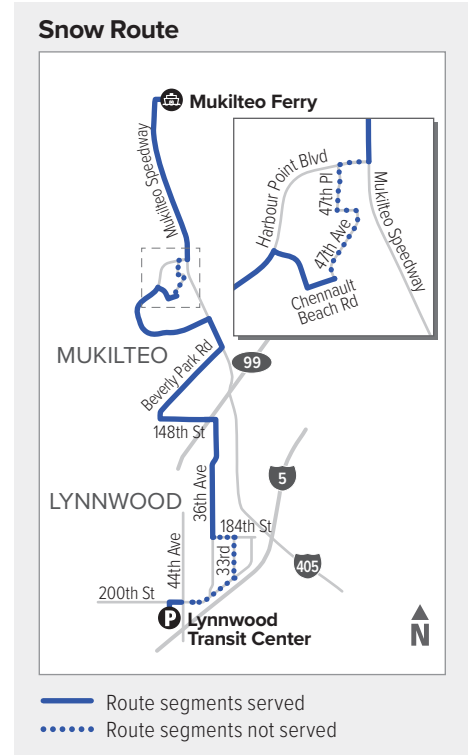 Snow Route
Mukilteo Ferry
Mukilteo Speedway
Harbour Point Blvd
47th Pl
Mukilteo Speedway
47th Ave
Chennault
Beach Rd
MUKILTEO
99
Beverly Park Rd
148th St
5
LYNNWOOD
36th Ave
184th St
44th Ave
33rd
405
200th St
P
Lynnwood
Transit Center
N
Route segments served
Route segments not served